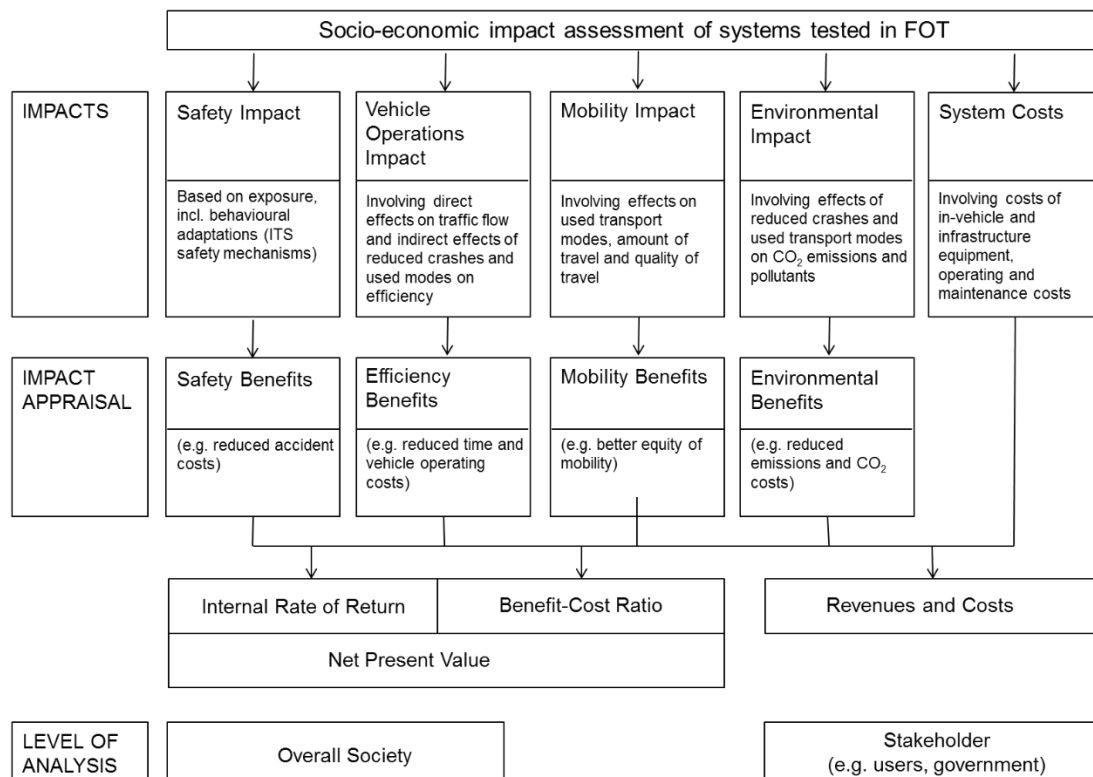 Socio-economic impact assessment of systems tested in FOT
IMPACTS
Safety Impact
Based on exposure,
incl. behavioural
adaptations (ITS
safety mechanisms)
Vehicle
Operations
Impact
Involving direct
effects on traffic flow
and indirect effects of
reduced crashes and
used modes on
efficiency
Mobility Impact
Involving effects on
used transport
modes, amount of
travel and quality of
travel
Environmental
Impact
Involving effects of
reduced crashes and
used transport modes
on CO₂ emissions and
pollutants
System Costs
Involving costs of
in-vehicle and
infrastructure
equipment,
operating and
maintenance costs
IMPACT
APPRAISAL
Safety Benefits
(e.g. reduced accident
costs)
Efficiency
Benefits
(e.g. reduced time and
vehicle operating
costs)
Mobility Benefits
(e.g. better equity of
mobility)
Environmental
Benefits
(e.g. reduced
emissions and CO₂
costs)
Internal Rate of Return
Benefit-Cost Ratio
Revenues and Costs
Net Present Value
LEVEL OF
ANALYSIS
Overall Society
Stakeholder
(e.g. users, government)